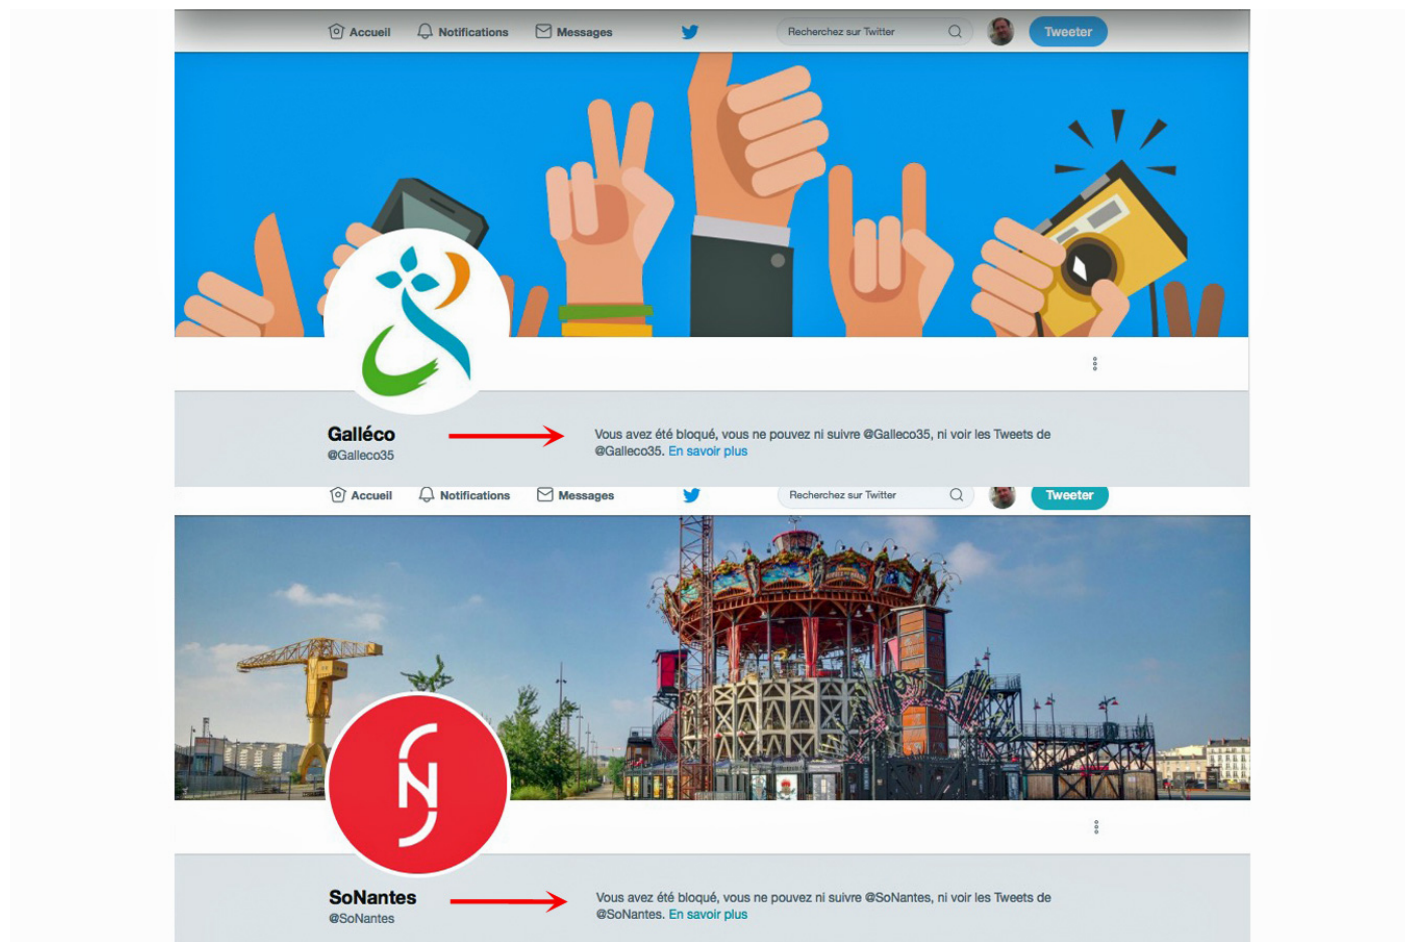 Accueil Notifications Messages Recherchez sur Twitter Tweeter
Galléco
@Galleco35
Vous avez été bloqué, vous ne pouvez ni suivre @Galleco35, ni voir les Tweets de
@Galleco35. En savoir plus
Accueil Notifications Messages Recherchez sur Twitter Tweeter
SoNantes
@SoNantes
Vous avez été bloqué, vous ne pouvez ni suivre @SoNantes, ni voir les Tweets de
@SoNantes. En savoir plus